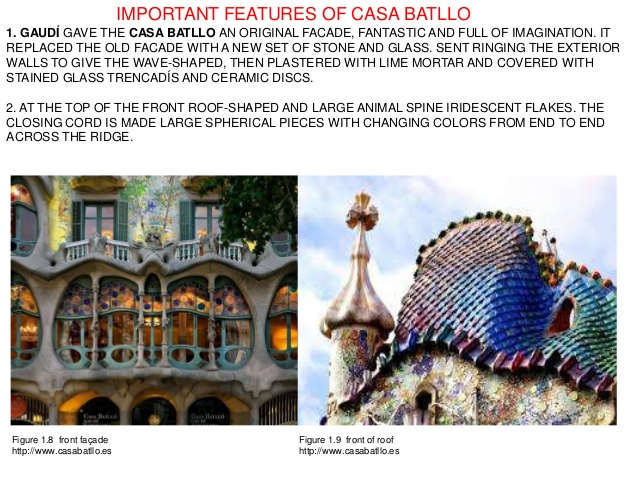 IMPORTANT FEATURES OF CASA BATLLO
1. GAUDÍ GAVE THE CASA BATLLO AN ORIGINAL FACADE, FANTASTIC AND FULL OF IMAGINATION. IT
REPLACED THE OLD FACADE WITH A NEW SET OF STONE AND GLASS. SENT RINGING THE EXTERIOR
WALLS TO GIVE THE WAVE-SHAPED, THEN PLASTERED WITH LIME MORTAR AND COVERED WITH
STAINED GLASS TRENCADÍS AND CERAMIC DISCS.
2. AT THE TOP OF THE FRONT ROOF-SHAPED AND LARGE ANIMAL SPINE IRIDESCENT FLAKES. THE
CLOSING CORD IS MADE LARGE SPHERICAL PIECES WITH CHANGING COLORS FROM END TO END
ACROSS THE RIDGE.
Casa Batlló
Figure 1.8 front façade
http://www.casabatllo.es
Figure 1.9 front of roof
http://www.casabatllo.es